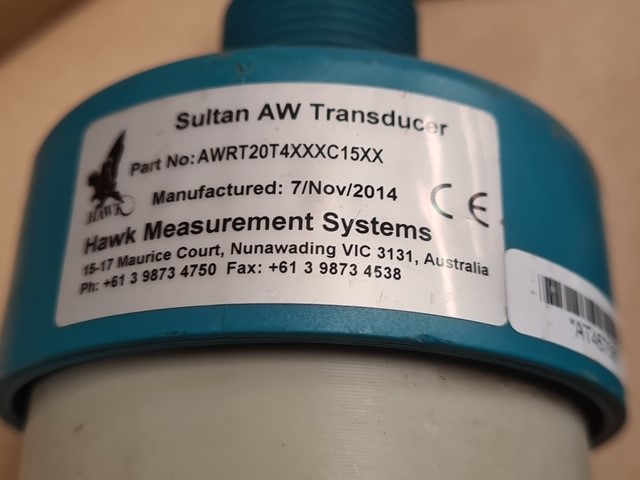 Sultan AW Transducer
Part No: AWRT20T4XXXC15XX
Manufactured: 7/Nov/2014
CE
HAWK
Hawk Measurement Systems
15-17 Maurice Court, Nunawading VIC 3131, Australia
Ph: +61 3 9873 4750 Fax: +61 3 9873 4538